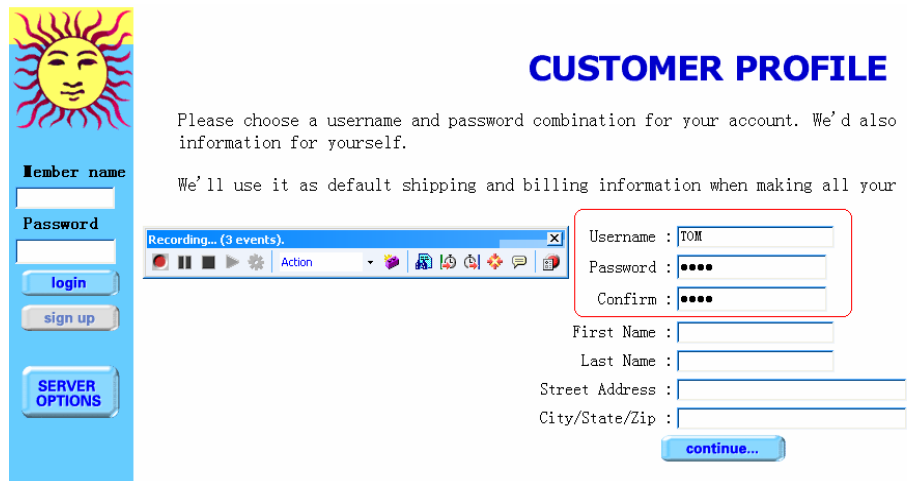 CUSTOMER PROFILE
Please choose a username and password combination for your account. We'd also
information for yourself.
We'll use it as default shipping and billing information when making all your
Member name
Password
login
sign up
SERVER
OPTIONS
Recording... (3 events).
Action
Username : TOM
Password : ●●●●
Confirm : ●●●●
First Name :
Last Name :
Street Address :
City/State/Zip :
continue...